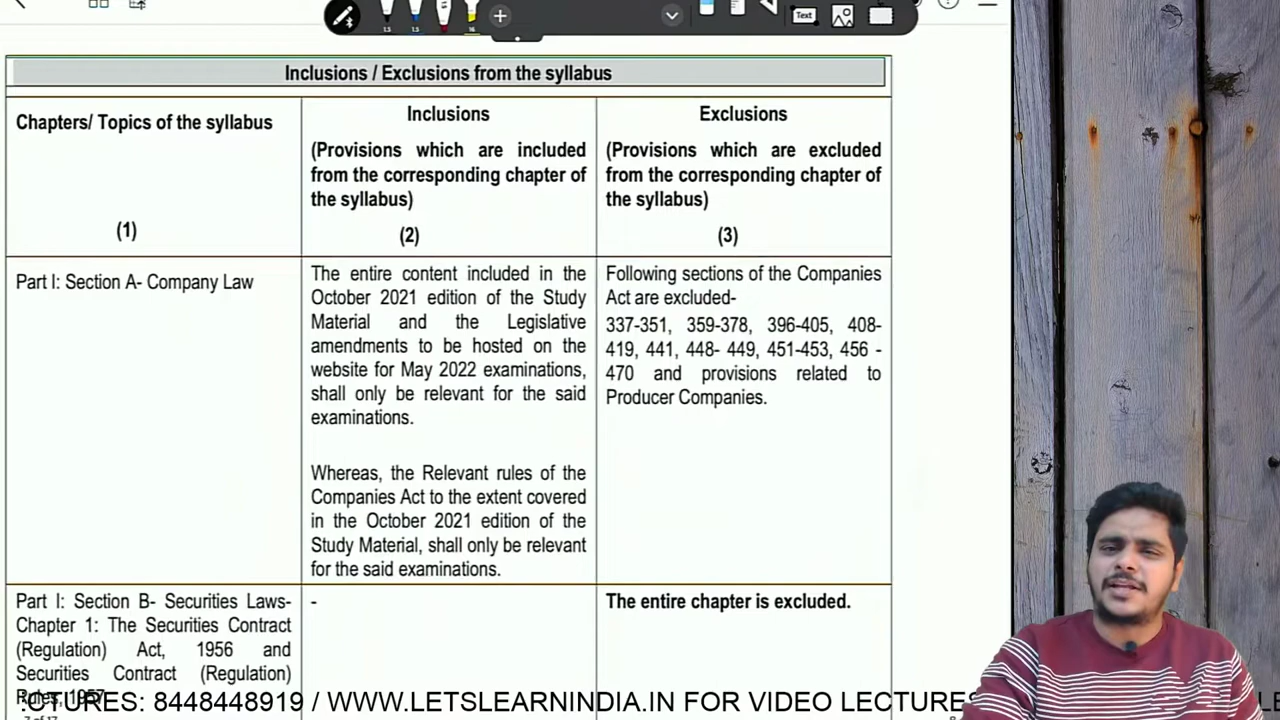 Text
Inclusions / Exclusions from the syllabus
Chapters/ Topics of the syllabus
(1)
Inclusions
(Provisions which are included
from the corresponding chapter of
the syllabus)
(2)
Exclusions
(Provisions which are excluded
from the corresponding chapter of
the syllabus)
(3)
Part I: Section A- Company Law
The entire content included in the
October 2021 edition of the Study
Material and the Legislative
amendments to be hosted on the
website for May 2022 examinations,
shall only be relevant for the said
examinations.
Whereas, the Relevant rules of the
Companies Act to the extent covered
in the October 2021 edition of the
Study Material, shall only be relevant
for the said examinations.
Following sections of the Companies
Act are excluded-
337-351, 359-378, 396-405, 408-
419, 441, 448- 449, 451-453, 456 -
470 and provisions related to
Producer Companies.
Part I: Section B- Securities Laws-
Chapter 1: The Securities Contract
(Regulation) Act, 1956 and
Securities Contract (Regulation)
Rules, 1957
-
The entire chapter is excluded.
CTURES: 8448448919 / WWW.LETSLEARNINDIA.IN FOR VIDEO LECTURES
7 of 17